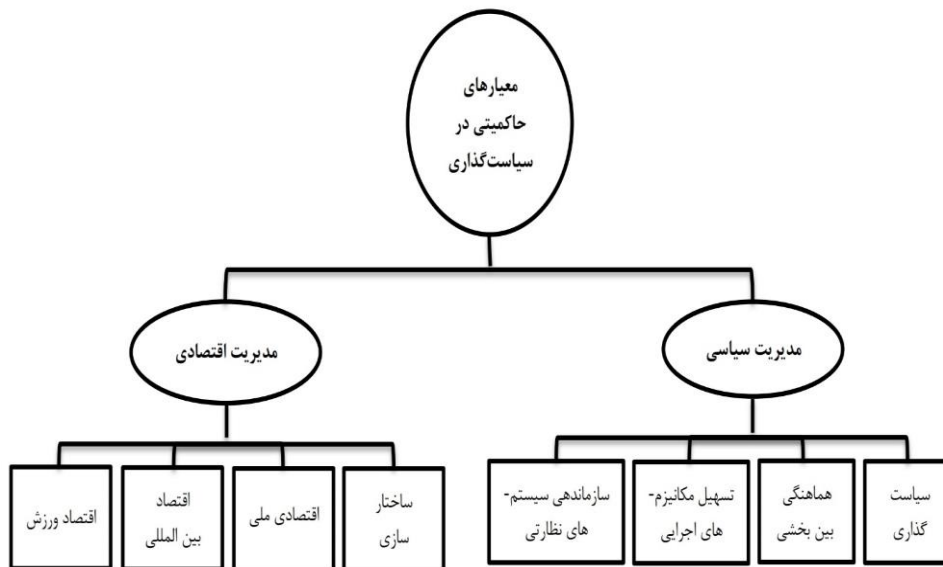 معیارهای
حاکمیتی در
سیاست‌گذاری
مدیریت سیاسی
مدیریت اقتصادی
سیاست
گذاری
هماهنگی
بین بخشی
تسهیل مکانیزم-
های اجرایی
سازماندهی سیستم-
های نظارتی
ساختار
سازی
اقتصادی ملی
اقتصاد
بین المللی
اقتصاد ورزش